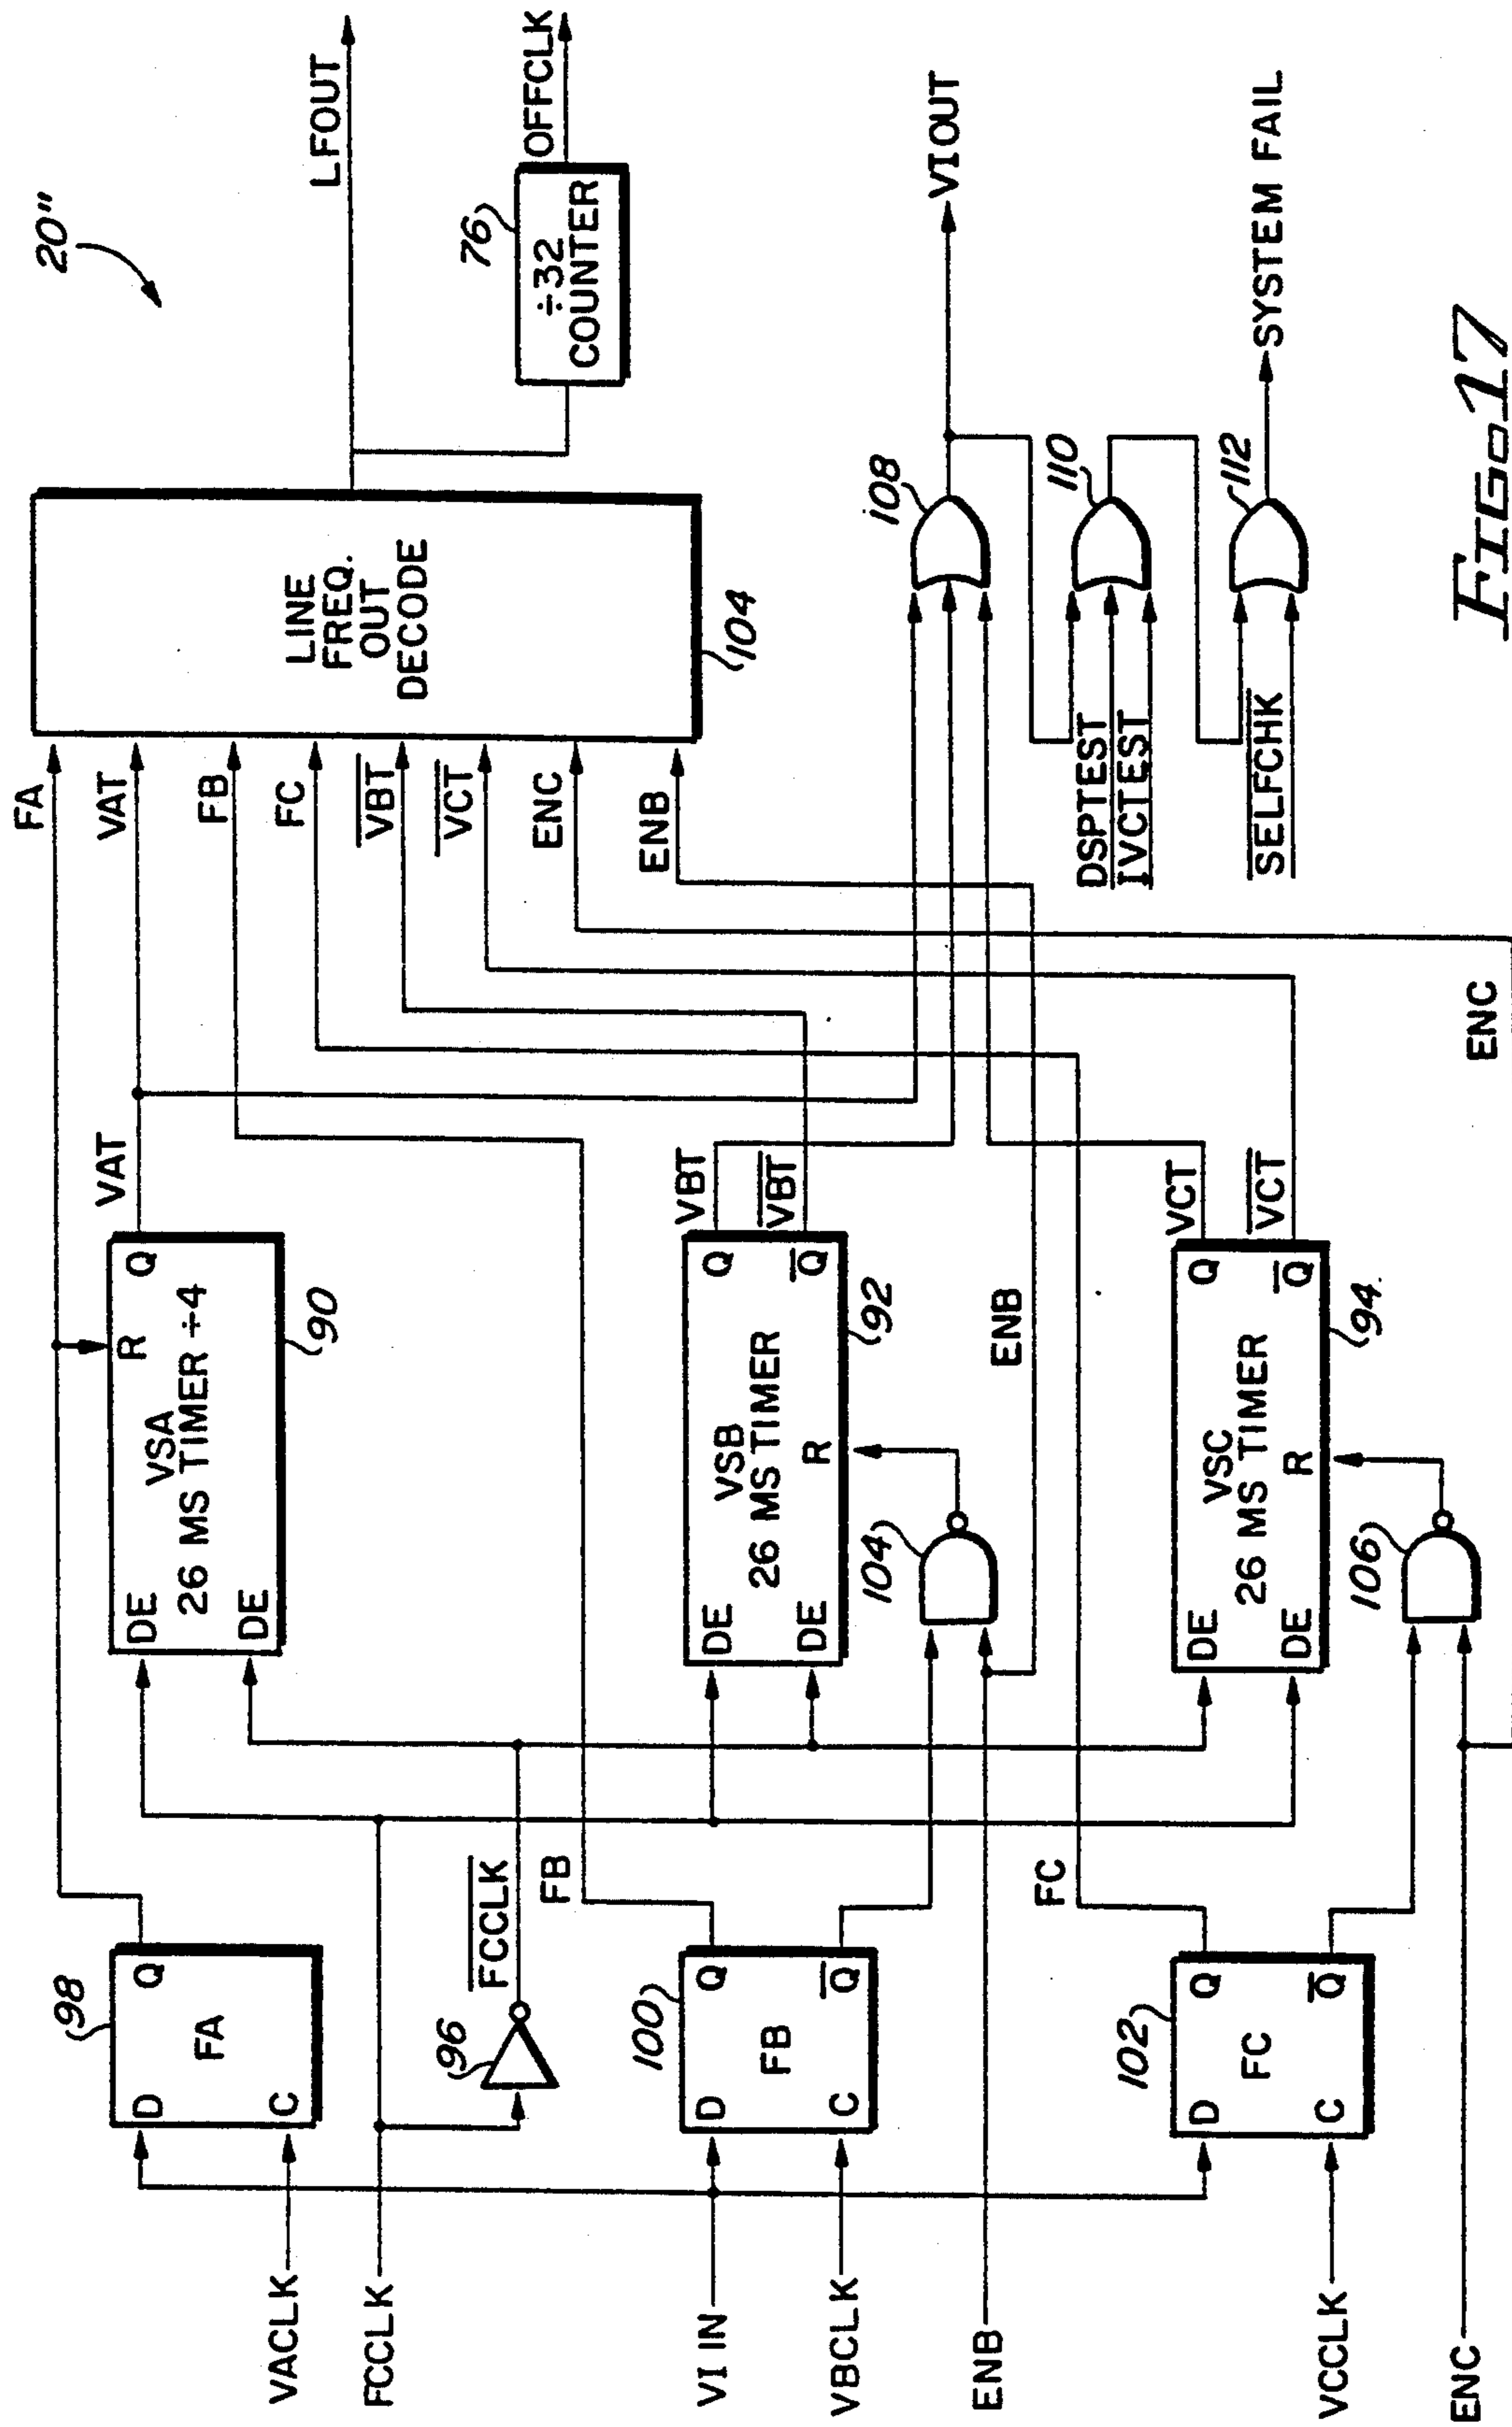 20"
VACLK
FCCLK
VI IN
VBCLK
ENB
VCCLK
ENC
98
D
Q
FA
C
96
FCCLK
100
D
Q
FB
C
Q
FB
102
D
Q
FC
C
Q
FC
DE
VSA
R
Q
26 MS TIMER ÷4
DE
90
VAT
DE
VSB
Q
26 MS TIMER
DE
R
Q
92
VBT
VBT
104
ENB
DE
VSC
Q
26 MS TIMER
DE
R
Q
94
VCT
VCT
106
ENC
FA
VAT
FB
FC
VBT
VCT
ENC
ENB
LINE
FREQ.
OUT
DECODE
104
LFOUT
76
÷32
COUNTER
OFFCLK
108
VIOUT
DSPTEST
IVCTEST
110
SELFCHK
112
SYSTEM FAIL
FIG.17